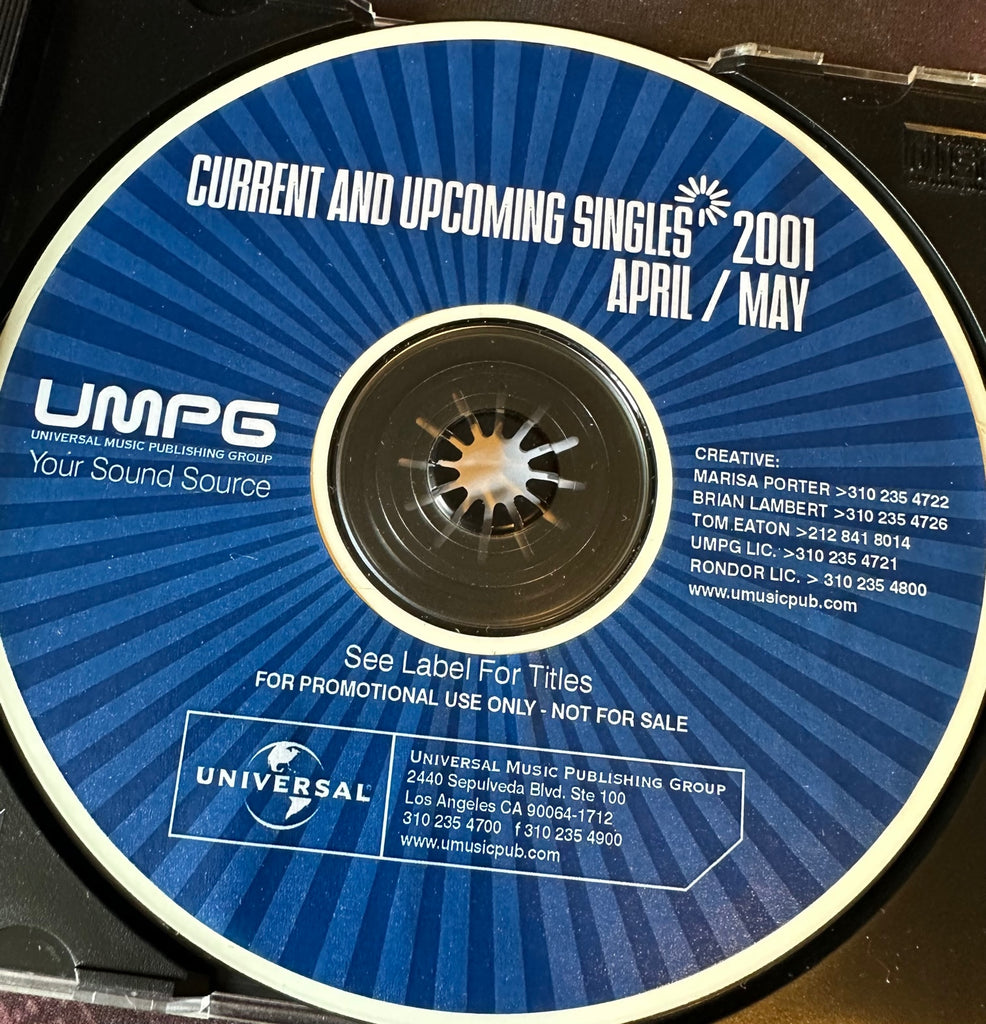 CURRENT AND UPCOMING SINGLES 2001
APRIL / MAY
UMPG
UNIVERSAL MUSIC PUBLISHING GROUP
Your Sound Source
CREATIVE:
MARISA PORTER >310 235 4722
BRIAN LAMBERT >310 235 4726
TOM.EATON >212 841 8014
UMPG LIC. >310 235 4721
RONDOR LIC. > 310 235 4800
www.umusicpub.com
See Label For Titles
FOR PROMOTIONAL USE ONLY - NOT FOR SALE
UNIVERSAL
UNIVERSAL MUSIC PUBLISHING GROUP
2440 Sepulveda Blvd. Ste 100
Los Angeles CA 90064-1712
310 235 4700 f 310 235 4900
www.umusicpub.com